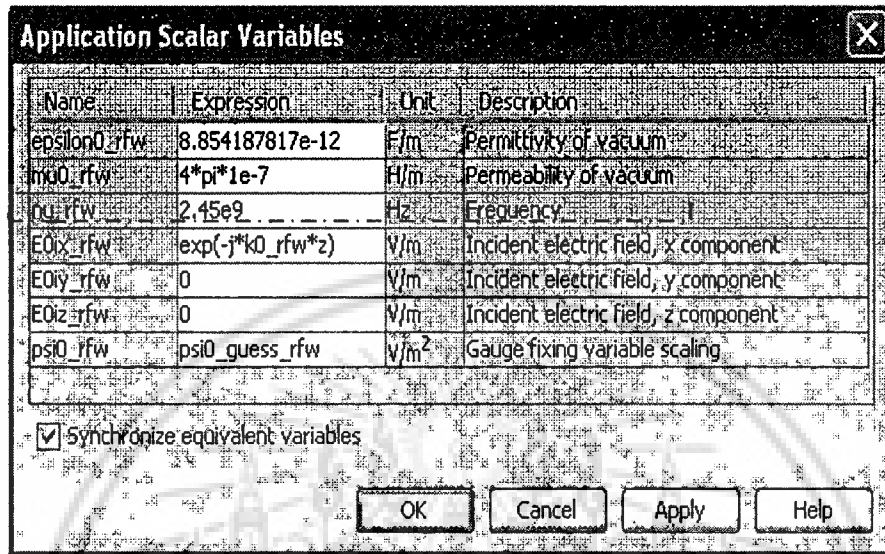 Application Scalar Variables
Name Expression Unit Description
epsilon0_rfw 8.854187817e-12 F/m Permittivity of vacuum
mu0_rfw 4*pi*1e-7 H/m Permeability of vacuum
nu_rfw 2.45e9 Hz Frequency
E0ix_rfw exp(-j*k0_rfw*z) V/m Incident electric field, x component
E0iy_rfw 0 V/m Incident electric field, y component
E0iz_rfw 0 V/m Incident electric field, z component
psi0_rfw psi0_guess_rfw V/m² Gauge fixing variable scaling
Synchronize equivalent variables
OK Cancel Apply Help